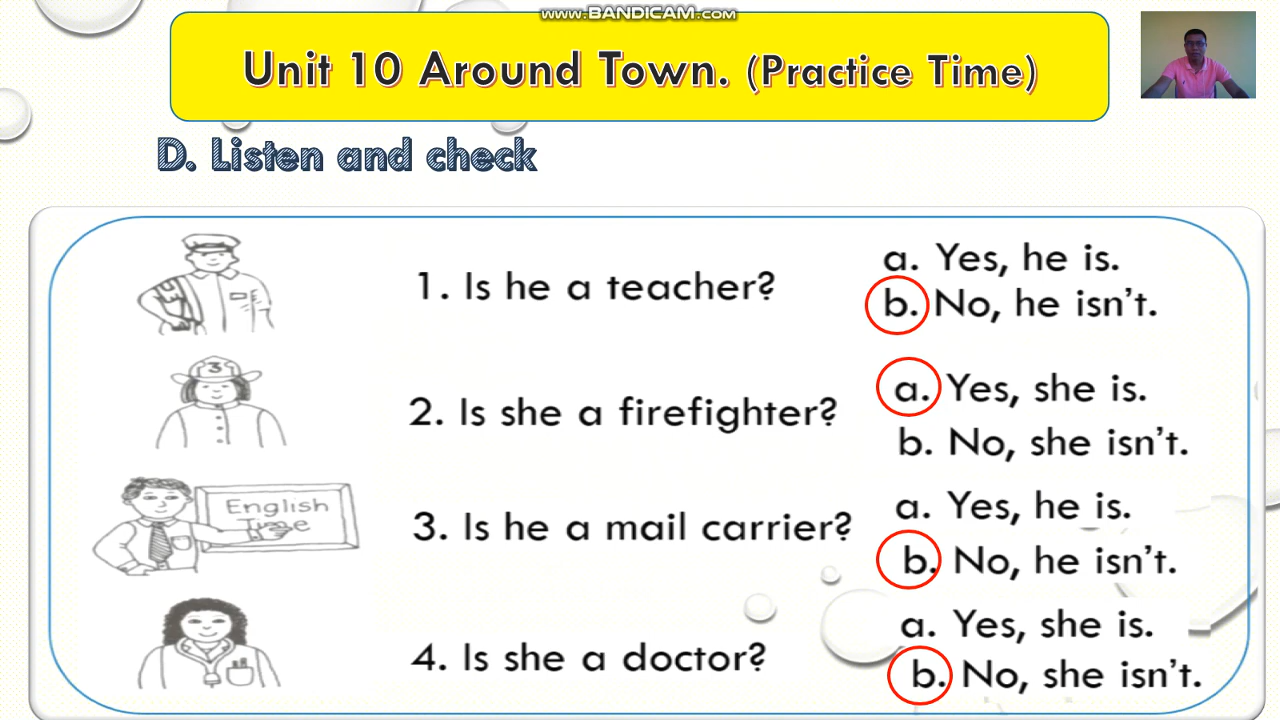 www.BANDICAM.com
Unit 10 Around Town. (Practice Time)
D. Listen and check
1. Is he a teacher?
a. Yes, he is.
b. No, he isn't.
3
2. Is she a firefighter?
a. Yes, she is.
b. No, she isn't.
English
Time
3. Is he a mail carrier?
a. Yes, he is.
b. No, he isn't.
4. Is she a doctor?
a. Yes, she is.
b. No, she isn't.